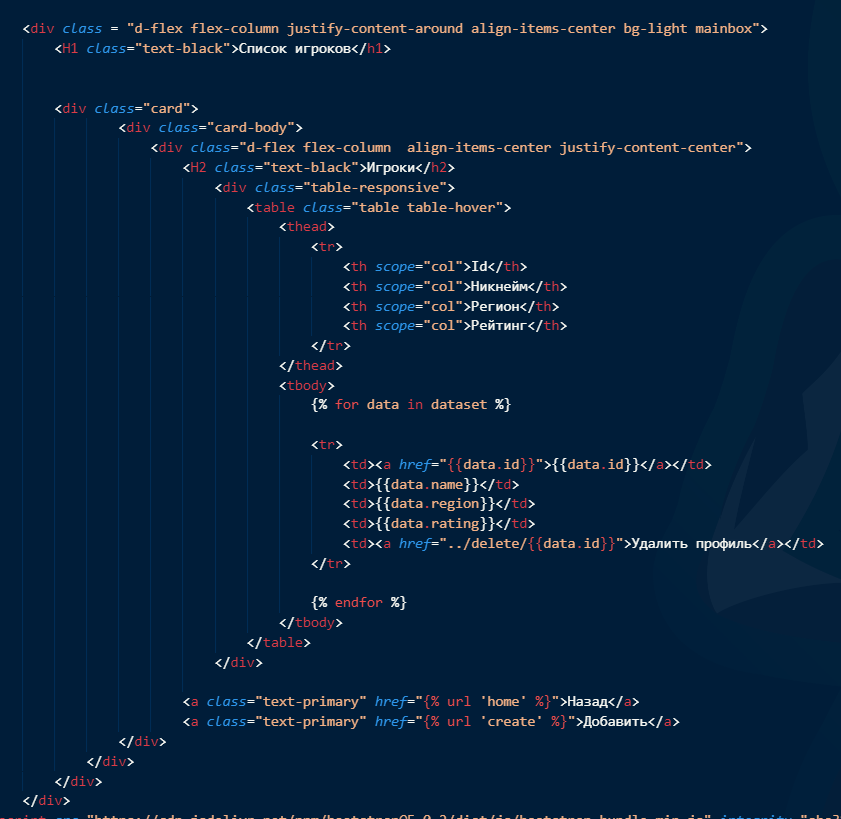 <div class = "d-flex flex-column justify-content-around align-items-center bg-light mainbox">
<H1 class="text-black">Список игроков</h1>
<div class="card">
<div class="card-body">
<div class="d-flex flex-column  align-items-center justify-content-center">
<H2 class="text-black">Игроки</h2>
<div class="table-responsive">
<table class="table table-hover">
<thead>
<tr>
<th scope="col">Id</th>
<th scope="col">Никнейм</th>
<th scope="col">Регион</th>
<th scope="col">Рейтинг</th>
</tr>
</thead>
<tbody>
{% for data in dataset %}
<tr>
<td><a href="{{data.id}}">{{data.id}}</a></td>
<td>{{data.name}}</td>
<td>{{data.region}}</td>
<td>{{data.rating}}</td>
<td><a href="../delete/{{data.id}}">Удалить профиль</a></td>
</tr>
{% endfor %}
</tbody>
</table>
</div>
<a class="text-primary" href="{% url 'home' %}">Назад</a>
<a class="text-primary" href="{% url 'create' %}">Добавить</a>
</div>
</div>
</div>
</div>